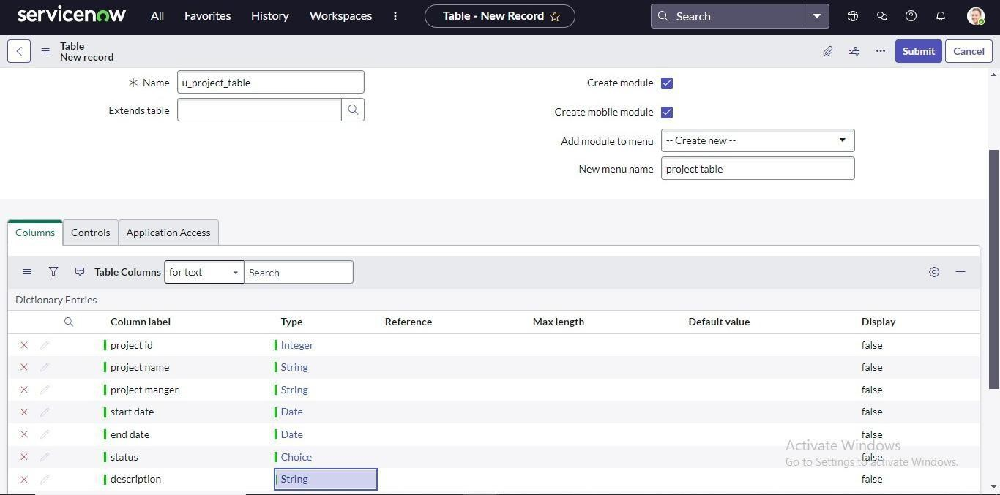 servicenow All Favorites History Workspaces Table - New Record Search
Table
New record
Submit Cancel
Name u_project_table Create module
Extends table Create mobile module
Add module to menu -- Create new --
New menu name project table
Columns Controls Application Access
Table Columns for text Search
Dictionary Entries
Column label Type Reference Max length Default value Display
project id Integer false
project name String false
project manger String false
start date Date false
end date Date false
status Choice false
description String false
Activate Windows
Go to Settings to activate Windows.